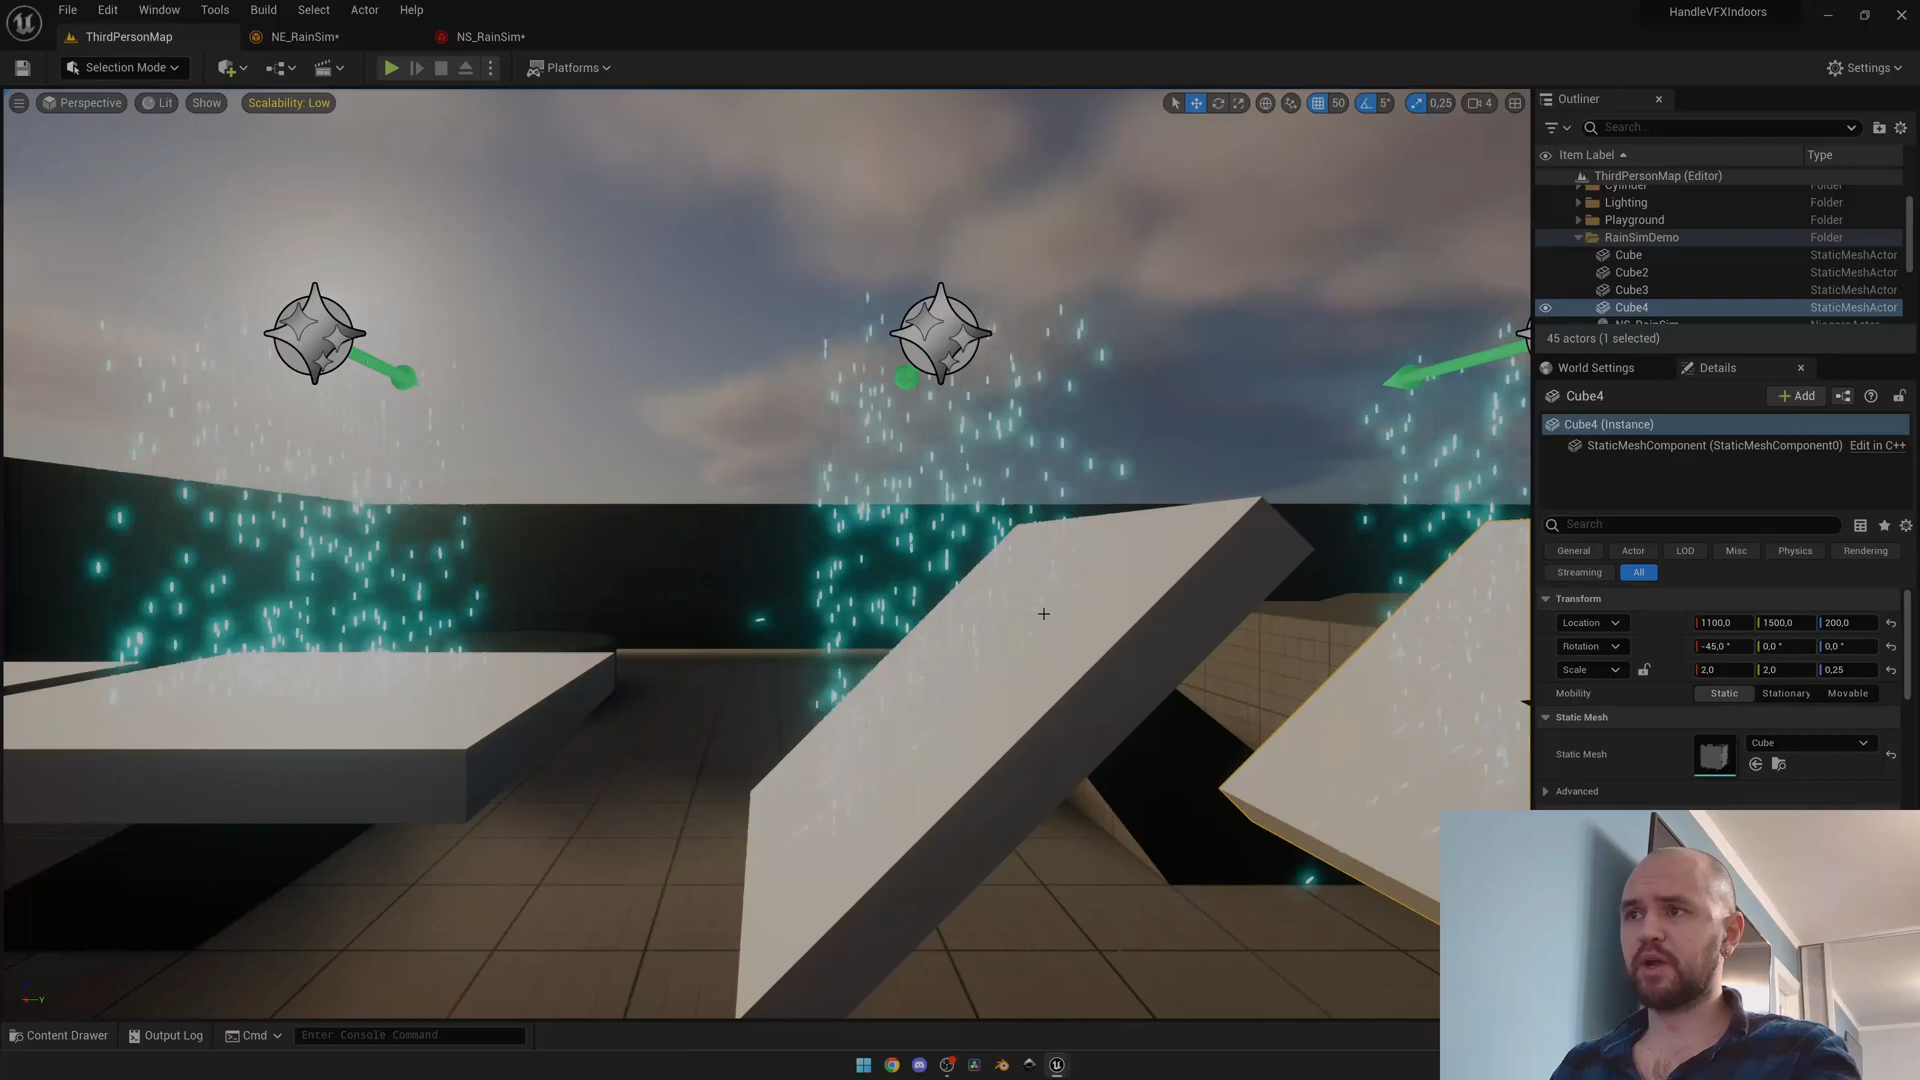 File Edit Window Tools Build Select Actor Help
HandleVFXIndoors
ThirdPersonMap NE_RainSim* NS_RainSim*
Selection Mode Platforms Settings
Perspective Lit Show Scalability: Low 50 5° 0,25 4
Outliner
Search...
Item Label Type
ThirdPersonMap (Editor)
Cylinder Folder
Lighting Folder
Playground Folder
RainSimDemo Folder
Cube StaticMeshActor
Cube2 StaticMeshActor
Cube3 StaticMeshActor
Cube4 StaticMeshActor
NS_RainSim NiagaraActor
45 actors (1 selected)
World Settings Details
Cube4 Add
Cube4 (Instance)
StaticMeshComponent (StaticMeshComponent0) Edit in C++
Search
General Actor LOD Misc Physics Rendering
Streaming All
Transform
Location 1100,0 1500,0 200,0
Rotation -45,0 ° 0,0 ° 0,0 °
Scale 2,0 2,0 0,25
Mobility Static Stationary Movable
Static Mesh
Static Mesh Cube
Advanced
Y
Content Drawer Output Log Cmd Enter Console Command